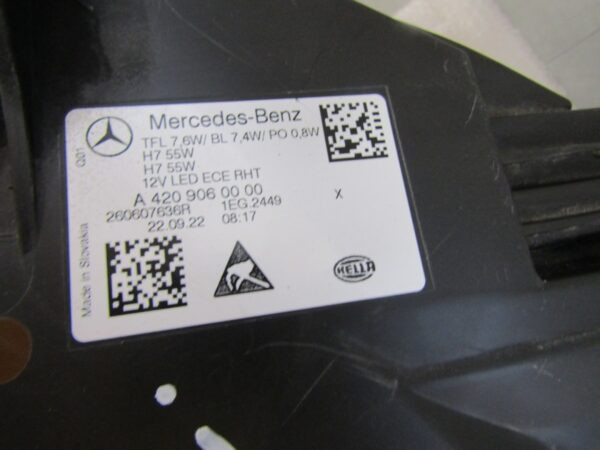 Mercedes-Benz
TFL 7,6W/ BL 7,4W/ PO 0,8W
H7 55W
H7 55W
12V LED ECE RHT
A 420 906 00 00
260607636R 1EG 2449 X
22.09.22 08:17
G01
Made in Slovakia
HELLA